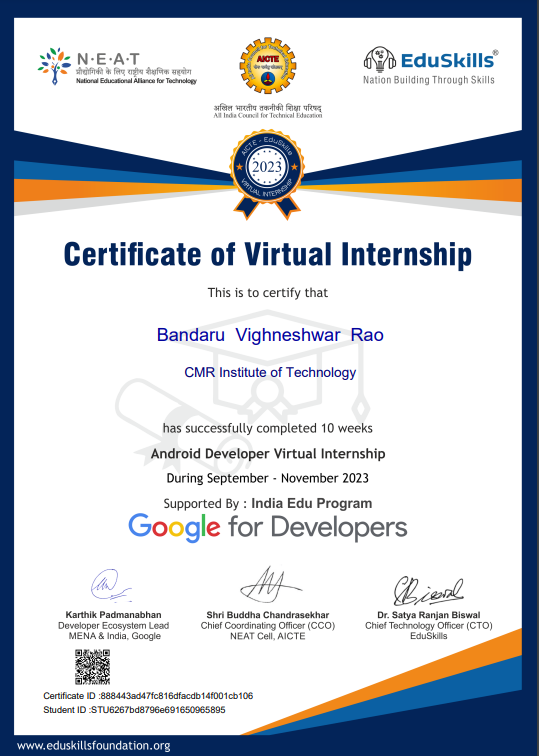 N·E·A·T
प्रौद्योगिकी के लिए राष्ट्रीय शैक्षणिक सहयोग
National Educational Alliance for Technology
AICTE
EduSkills®
Nation Building Through Skills
अखिल भारतीय तकनीकी शिक्षा परिषद्
All India Council for Technical Education
AICTE - EduSkills
2023
VIRTUAL INTERNSHIP
Certificate of Virtual Internship
This is to certify that
Bandaru Vighneshwar Rao
CMR Institute of Technology
has successfully completed 10 weeks
Android Developer Virtual Internship
During September - November 2023
Supported By : India Edu Program
Google for Developers
Karthik Padmanabhan
Developer Ecosystem Lead
MENA & India, Google
Shri Buddha Chandrasekhar
Chief Coordinating Officer (CCO)
NEAT Cell, AICTE
Dr. Satya Ranjan Biswal
Chief Technology Officer (CTO)
EduSkills
Certificate ID :888443ad47fc816dfacdb14f001cb106
Student ID :STU6267bd8796e691650965895
www.eduskillsfoundation.org